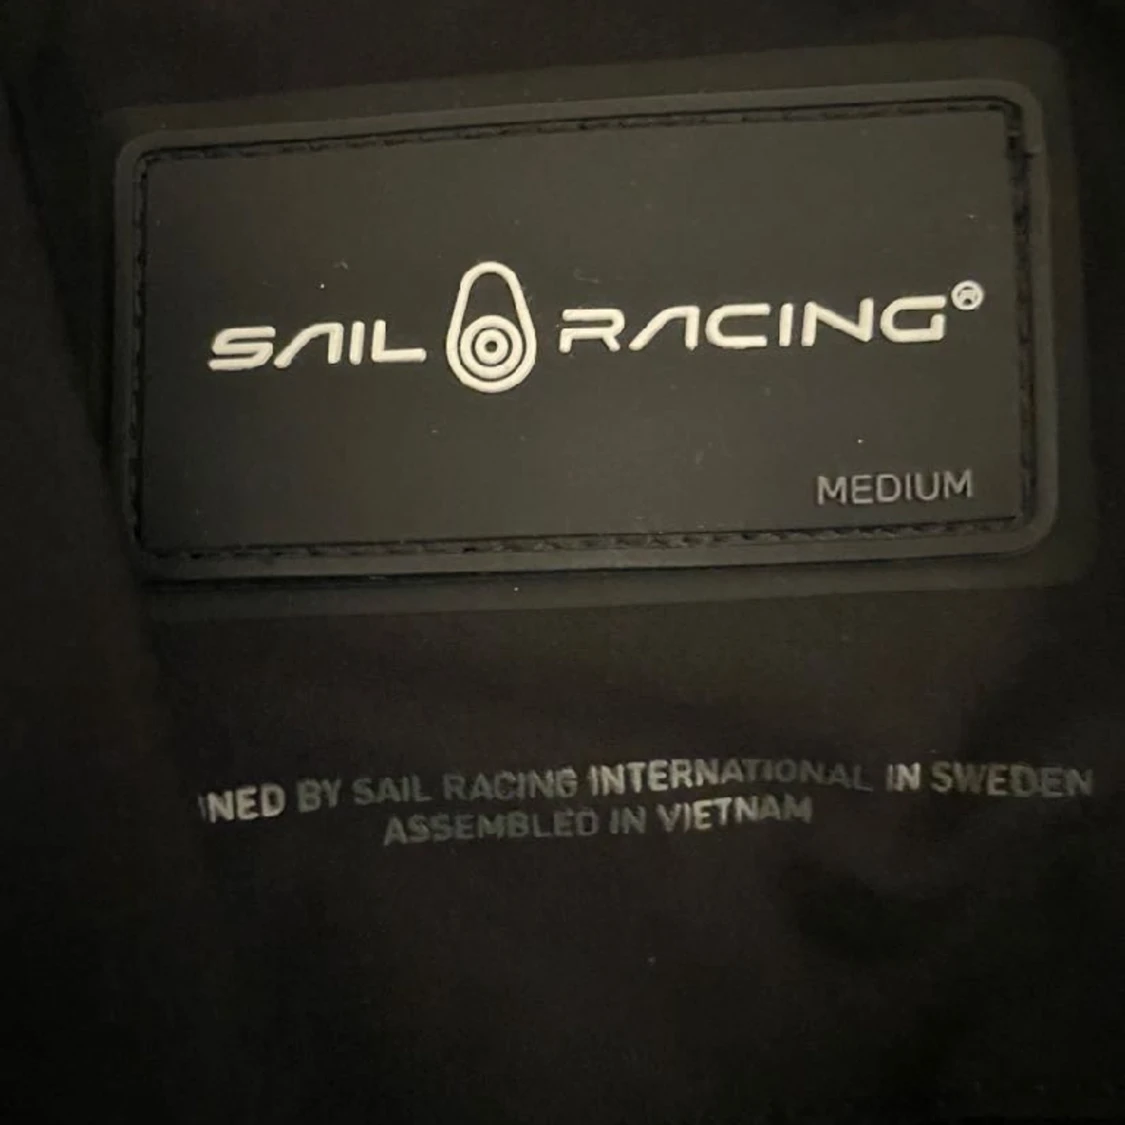 SAIL RACING®
MEDIUM
NED BY SAIL RACING INTERNATIONAL IN SWEDEN
ASSEMBLED IN VIETNAM